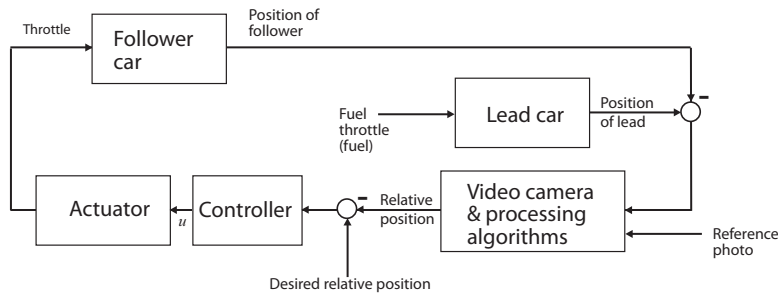 Throttle
Follower
car
Position of
follower
-
Fuel
throttle
(fuel)
Lead car
Position
of lead
Actuator
u
Controller
-
Relative
position
Video camera
& processing
algorithms
Reference
photo
Desired relative position